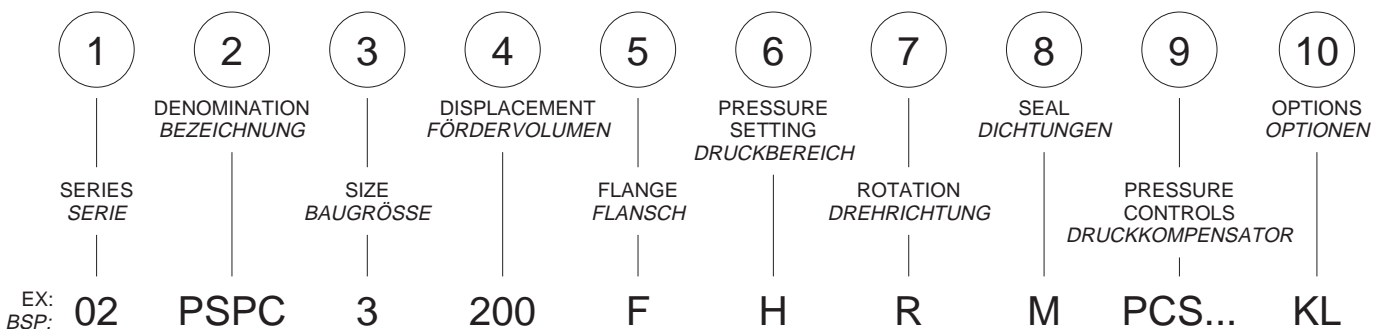 1 2 3 4 5 6 7 8 9 10
DENOMINATION
BEZEICHNUNG
DISPLACEMENT
FÖRDERVOLUMEN
PRESSURE
SETTING
DRUCKBEREICH
SEAL
DICHTUNGEN
OPTIONS
OPTIONEN
SERIES
SERIE
SIZE
BAUGRÖSSE
FLANGE
FLANSCH
ROTATION
DREHRICHTUNG
PRESSURE
CONTROLS
DRUCKKOMPENSATOR
EX:
BSP:
02 PSPC 3 200 F H R M PCS... KL